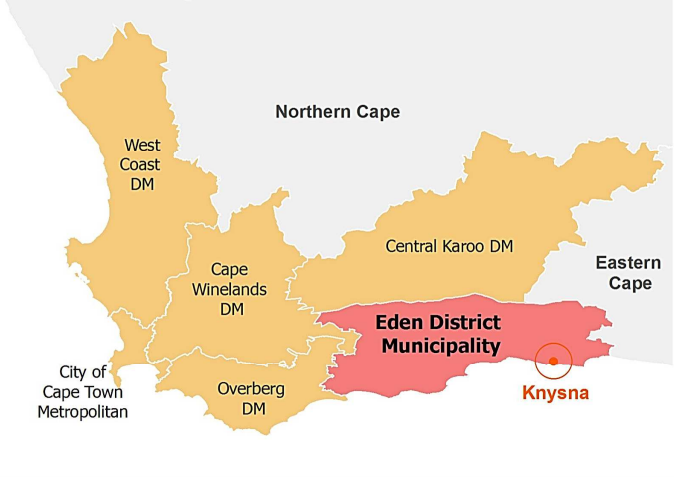 Northern Cape
West
Coast
DM
Central Karoo DM
Cape
Winelands
DM
Eastern
Cape
Eden District
Municipality
City of
Cape Town
Metropolitan
Overberg
DM
Knysna